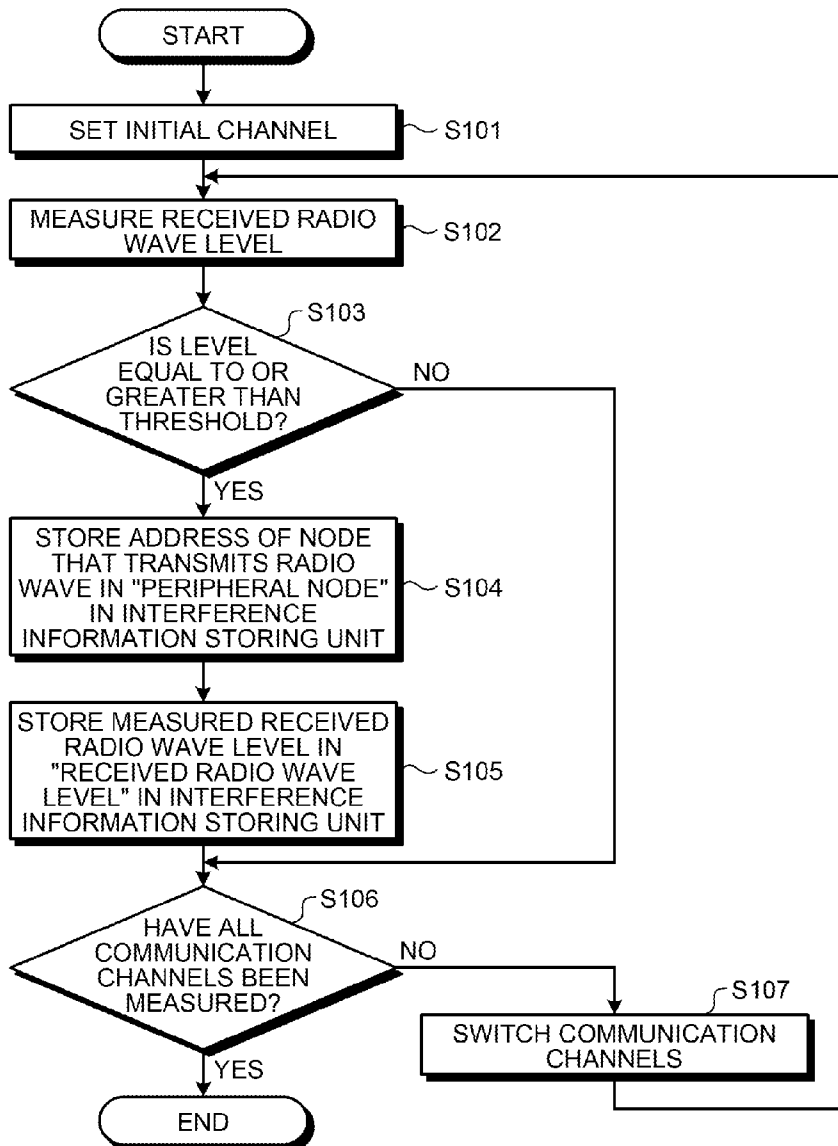 START
SET INITIAL CHANNEL
S101
MEASURE RECEIVED RADIO
WAVE LEVEL
S102
S103
IS LEVEL
EQUAL TO OR
GREATER THAN
THRESHOLD?
NO
YES
STORE ADDRESS OF NODE
THAT TRANSMITS RADIO
WAVE IN "PERIPHERAL NODE"
IN INTERFERENCE
INFORMATION STORING UNIT
S104
STORE MEASURED RECEIVED
RADIO WAVE LEVEL IN
"RECEIVED RADIO WAVE
LEVEL" IN INTERFERENCE
INFORMATION STORING UNIT
S105
S106
HAVE ALL
COMMUNICATION
CHANNELS BEEN
MEASURED?
NO
S107
SWITCH COMMUNICATION
CHANNELS
YES
END